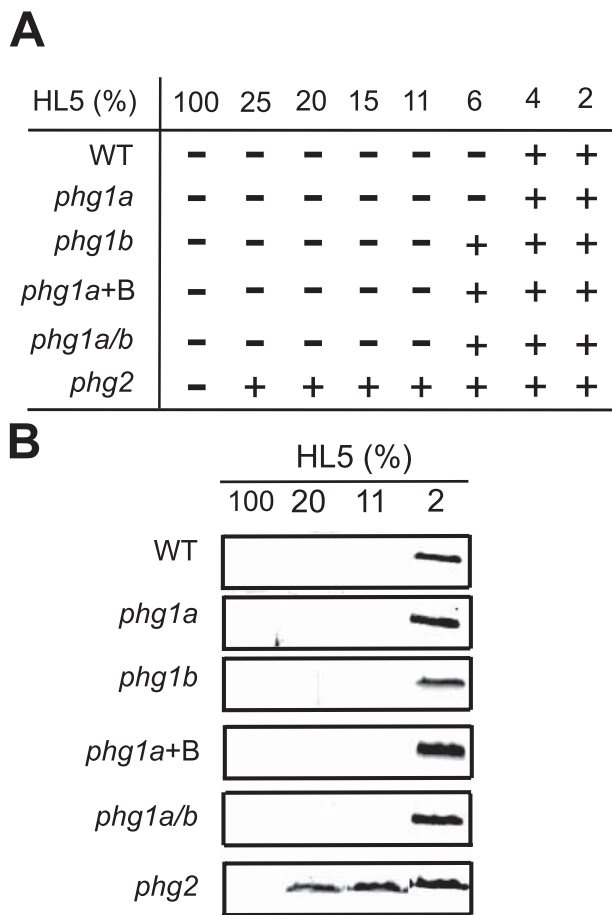 A
HL5 (%) 100 25 20 15 11 6 4 2
WT - - - - - - + +
phg1a - - - - - - + +
phg1b - - - - - + + +
phg1a+B - - - - - + + +
phg1a/b - - - - - + + +
phg2 - + + + + + + +
B
HL5 (%)
100 20 11 2
WT
phg1a
phg1b
phg1a+B
phg1a/b
phg2